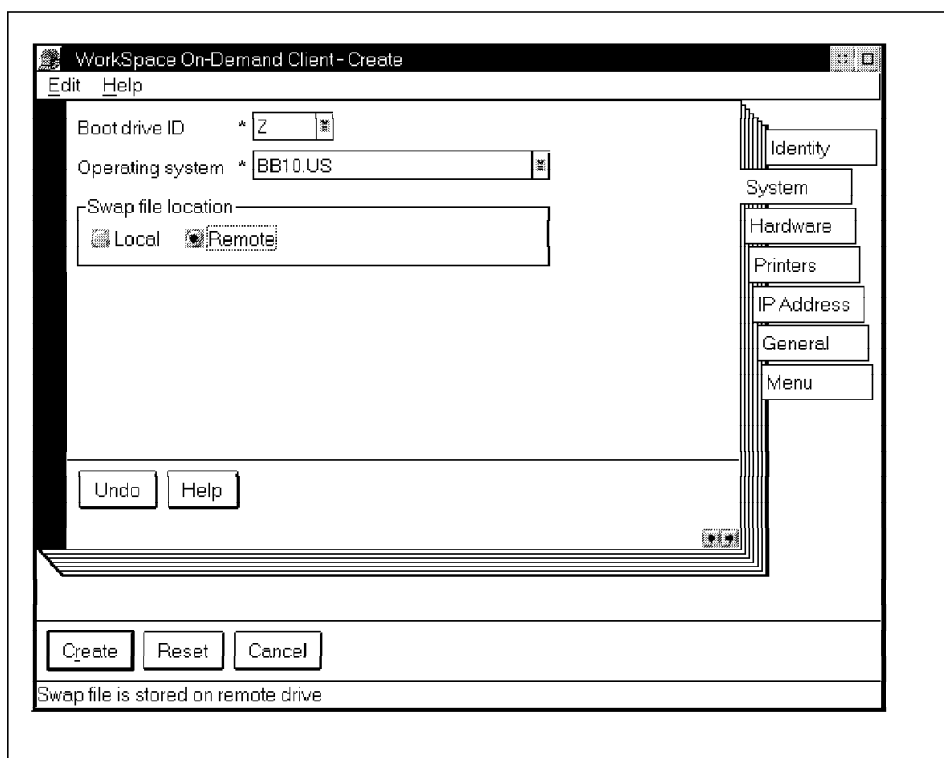 WorkSpace On-Demand Client - Create
Edit Help
Boot drive ID * Z
Operating system * BB10.US
Swap file location
Local Remote
Identity
System
Hardware
Printers
IP Address
General
Menu
Undo Help
Create Reset Cancel
Swap file is stored on remote drive